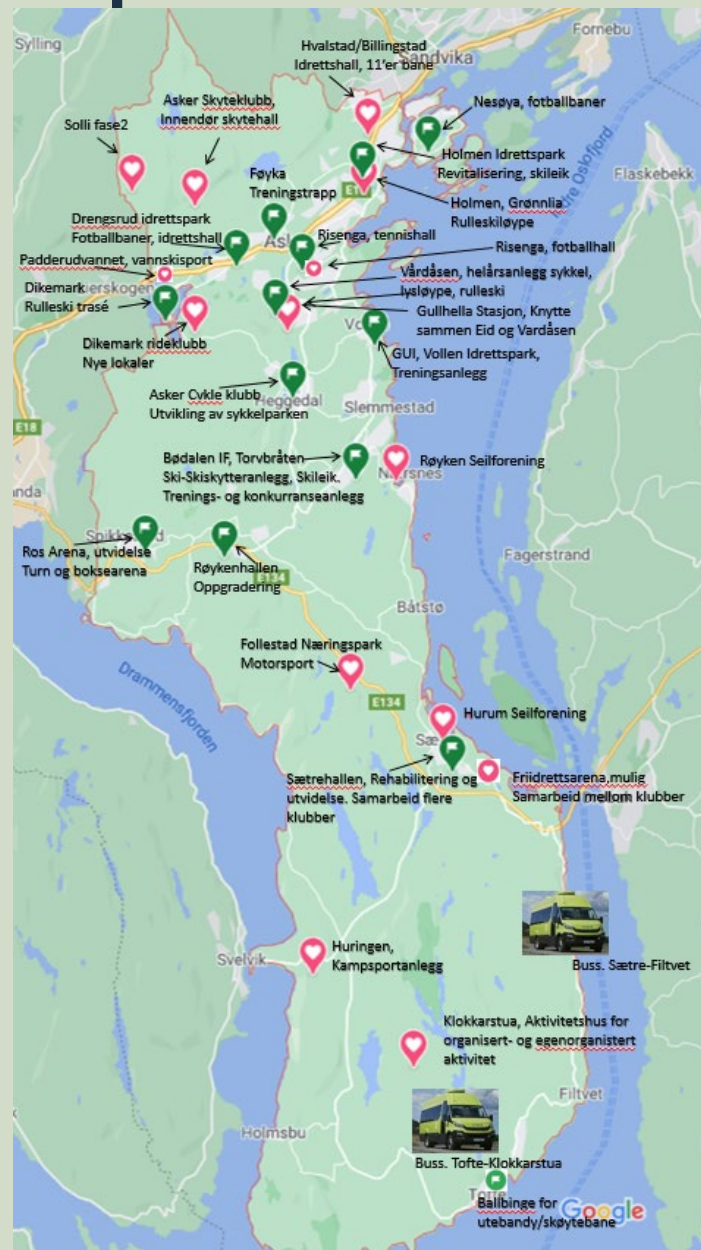 Sylling
Fornebu
Hvalstad/Billingstad
Idrettshall, 11'er bane
Sandvika
Asker Skyteklubb,
Innendør skytehall
Solli fase2
Nesøya, fotballbaner
Holmen Idrettspark
Revitalisering, skileik
Indre Oslofjord
Flaskebekk
Føyka
Treningstrapp
Holmen, Grønnlia
Rulleskiløype
Drengsrud idrettspark
Fotballbaner, idrettshall
Risenga, tennishall
Risenga, fotballhall
Padderudvannet, vannskisport
Vårdåsen, helårsanlegg sykkel,
lysløype, rulleski
Dikemark
Rulleski trasé
Gullhella Stasjon, Knytte
sammen Eid og Vardåsen
Dikemark rideklubb
Nye lokaler
GUI, Vollen Idrettspark,
Treningsanlegg
Asker Cykle klubb
Utvikling av sykkelparken
Heggedal
Slemmestad
E18
Bødalen IF, Torvbråten
Ski-Skiskytteranlegg, Skileik.
Trenings- og konkurranseanlegg
Røyken Seilforening
Nærsnes
Ros Arena, utvidelse
Turn og boksearena
Røykenhallen
Oppgradering
Fagerstrand
E134
Båtstø
Follestad Næringspark
Motorsport
Drammensfjorden
E134
Hurum Seilforening
Sætrehallen, Rehabilitering og
utvidelse. Samarbeid flere
klubber
Friidrettsarena,mulig
Samarbeid mellom klubber
Svelvik
Huringen,
Kampsportanlegg
Buss. Sætre-Filtvet
Klokkarstua, Aktivitetshus for
organisert- og egenorganistert
aktivitet
Filtvet
Holmsbu
Buss. Tofte-Klokkarstua
Tofte
Ballbinge for
utebandy/skøytebane
Google